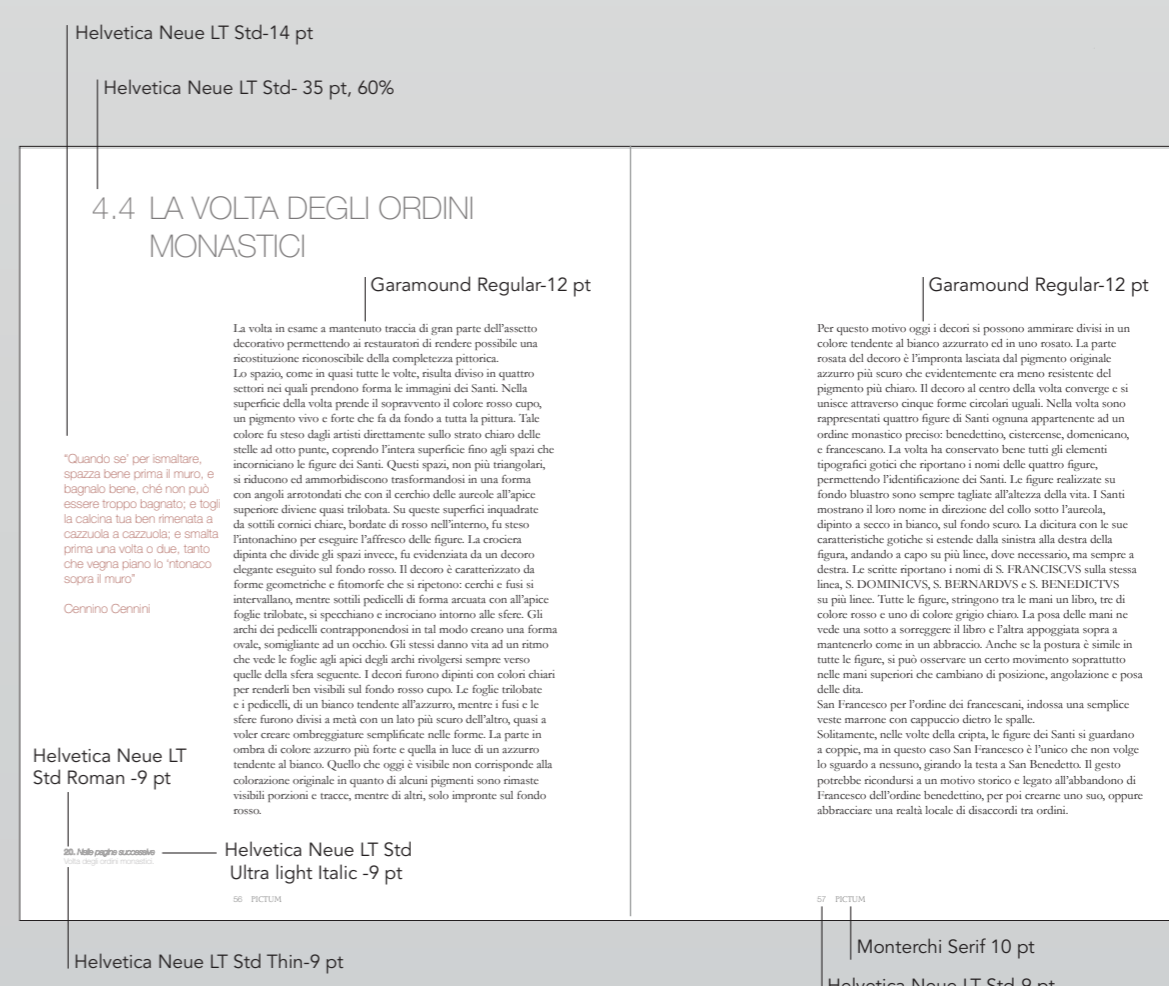 Helvetica Neue LT Std-14 pt
Helvetica Neue LT Std- 35 pt, 60%
4.4 LA VOLTA DEGLI ORDINI
MONASTICI
Garamound Regular-12 pt
La volta in esame a mantenuto traccia di gran parte dell'assetto
decorativo permettendo ai restauratori di rendere possibile una
ricostituzione riconoscibile della completezza pittorica.
Lo spazio, come in quasi tutte le volte, risulta diviso in quattro
settori nei quali prendono forma le immagini dei Santi. Nella
superficie della volta prende il sopravvento il colore rosso cupo,
un pigmento vivo e forte che fa da fondo a tutta la pittura. Tale
colore fu steso dagli artisti direttamente sullo strato chiaro delle
stelle ad otto punte, coprendo l'intera superficie fino agli spazi che
incorniciano le figure dei Santi. Questi spazi, non più triangolari,
si riducono ed ammorbidiscono trasformandosi in una forma
con angoli arrotondati che con il cerchio delle aureole all'apice
superiore diviene quasi trilobata. Su queste superfici inquadrate
da sottili cornici chiare, bordate di rosso nell'interno, fu steso
l'intonachino per eseguire l'affresco delle figure. La crociera
dipinta che divide gli spazi invece, fu evidenziata da un decoro
elegante eseguito sul fondo rosso. Il decoro è caratterizzato da
forme geometriche e fitomorfe che si ripetono: cerchi e fusi si
intervallano, mentre sottili pedicelli di forma arcuata con all'apice
foglie trilobate, si specchiano e incrociano intorno alle sfere. Gli
archi dei pedicelli contrapponendosi in tal modo creano una forma
ovale, somigliante ad un occhio. Gli stessi danno vita ad un ritmo
che vede le foglie agli apici degli archi rivolgersi sempre verso
quelle della sfera seguente. I decori furono dipinti con colori chiari
per renderli ben visibili sul fondo rosso cupo. Le foglie trilobate
e i pedicelli, di un bianco tendente all'azzurro, mentre i fusi e le
sfere furono divisi a metà con un lato più scuro dell'altro, quasi a
voler creare ombreggiature semplificate nelle forme. La parte in
ombra di colore azzurro più forte e quella in luce di un azzurro
tendente al bianco. Quello che oggi è visibile non corrisponde alla
colorazione originale in quanto di alcuni pigmenti sono rimaste
visibili porzioni e tracce, mentre di altri, solo impronte sul fondo
rosso.
"Quando se' per ismaltare,
spazza bene prima il muro, e
bagnalo bene, ché non può
essere troppo bagnato; e togli
la calcina tua ben rimenata a
cazzuola a cazzuola; e smalta
prima una volta o due, tanto
che vegna piano lo 'ntonaco
sopra il muro"
Cennino Cennini
Helvetica Neue LT
Std Roman -9 pt
20. Nelle pagine successive
Volta degli ordini monastici.
Helvetica Neue LT Std
Ultra light Italic -9 pt
56 PICTUM
Helvetica Neue LT Std Thin-9 pt
Garamound Regular-12 pt
Per questo motivo oggi i decori si possono ammirare divisi in un
colore tendente al bianco azzurrato ed in uno rosato. La parte
rosata del decoro è l'impronta lasciata dal pigmento originale
azzurro più scuro che evidentemente era meno resistente del
pigmento più chiaro. Il decoro al centro della volta converge e si
unisce attraverso cinque forme circolari uguali. Nella volta sono
rappresentati quattro figure di Santi ognuna appartenente ad un
ordine monastico preciso: benedettino, cistercense, domenicano,
e francescano. La volta ha conservato bene tutti gli elementi
tipografici gotici che riportano i nomi delle quattro figure,
permettendo l'identificazione dei Santi. Le figure realizzate su
fondo bluastro sono sempre tagliate all'altezza della vita. I Santi
mostrano il loro nome in direzione del collo sotto l'aureola,
dipinto a secco in bianco, sul fondo scuro. La dicitura con le sue
caratteristiche gotiche si estende dalla sinistra alla destra della
figura, andando a capo su più linee, dove necessario, ma sempre a
destra. Le scritte riportano i nomi di S. FRANCISCVS sulla stessa
linea, S. DOMINICVS, S. BERNARDVS e S. BENEDICTVS
su più linee. Tutte le figure, stringono tra le mani un libro, tre di
colore rosso e uno di colore grigio chiaro. La posa delle mani ne
vede una sotto a sorreggere il libro e l'altra appoggiata sopra a
mantenerlo come in un abbraccio. Anche se la postura è simile in
tutte le figure, si può osservare un certo movimento soprattutto
nelle mani superiori che cambiano di posizione, angolazione e posa
delle dita.
San Francesco per l'ordine dei francescani, indossa una semplice
veste marrone con cappuccio dietro le spalle.
Solitamente, nelle volte della cripta, le figure dei Santi si guardano
a coppie, ma in questo caso San Francesco è l'unico che non volge
lo sguardo a nessuno, girando la testa a San Benedetto. Il gesto
potrebbe ricondursi a un motivo storico e legato all'abbandono di
Francesco dell'ordine benedettino, per poi crearne uno suo, oppure
abbracciare una realtà locale di disaccordi tra ordini.
57 PICTUM
Monterchi Serif 10 pt
Helvetica Neue LT Std-9 pt